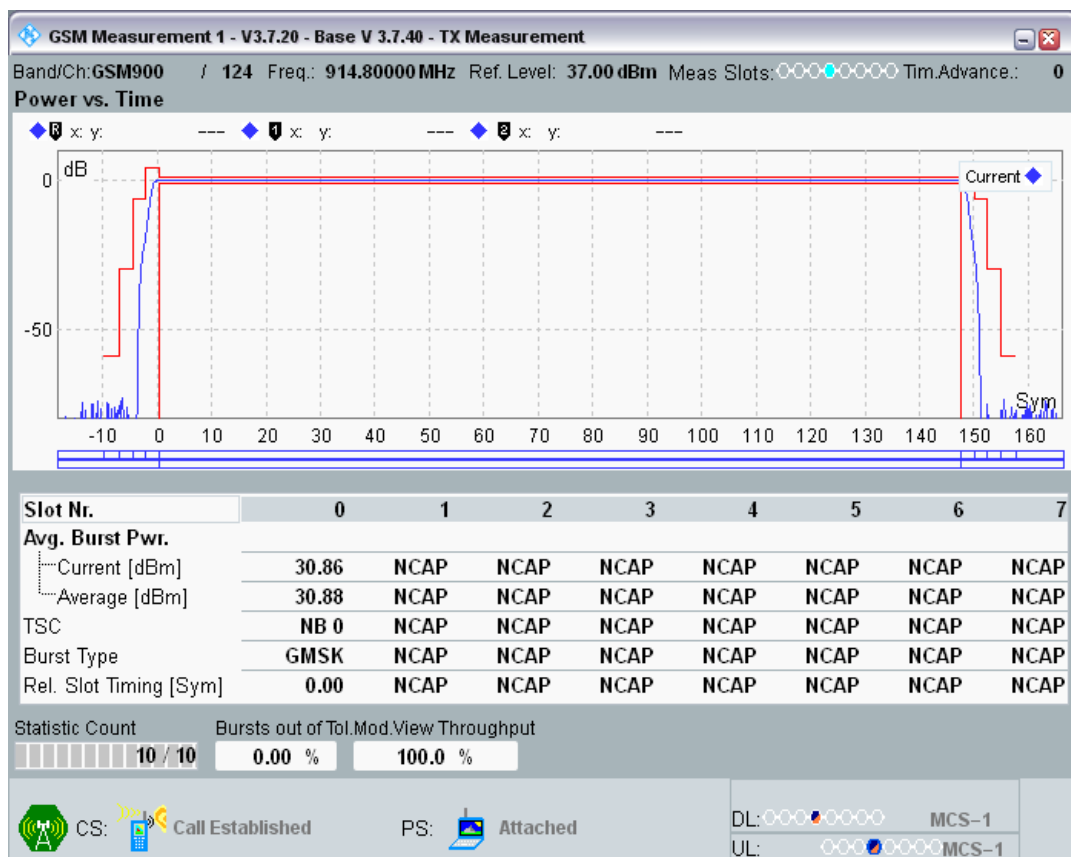 GSM Measurement 1 - V3.7.20 - Base V 3.7.40 - TX Measurement
Band/Ch:GSM900 / 124 Freq.: 914.80000 MHz Ref. Level: 37.00 dBm Meas Slots: Tim.Advance.: 0
Power vs. Time
R x: y: --- 1 x: y: --- 2 x: y: ---
dB
Current
0
-50
Sym
-10 0 10 20 30 40 50 60 70 80 90 100 110 120 130 140 150 160
Slot Nr. 0 1 2 3 4 5 6 7
Avg. Burst Pwr.
Current [dBm] 30.86 NCAP NCAP NCAP NCAP NCAP NCAP NCAP
Average [dBm] 30.88 NCAP NCAP NCAP NCAP NCAP NCAP NCAP
TSC NB 0 NCAP NCAP NCAP NCAP NCAP NCAP NCAP
Burst Type GMSK NCAP NCAP NCAP NCAP NCAP NCAP NCAP
Rel. Slot Timing [Sym] 0.00 NCAP NCAP NCAP NCAP NCAP NCAP NCAP
Statistic Count Bursts out of Tol.Mod.View Throughput
10 / 10 0.00 % 100.0 %
CS: Call Established PS: Attached DL: MCS-1
UL: MCS-1